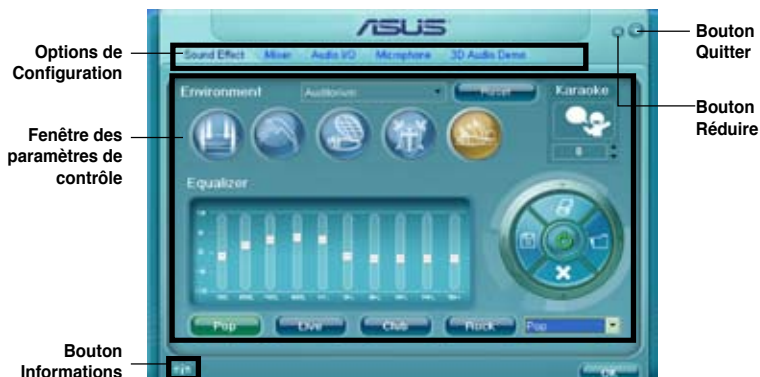 ASUS
Options de
Configuration
Sound Effect Mixer Audio I/O Microphone 3D Audio Demo
Bouton
Quitter
Bouton
Réduire
Environment Auditorium Reset Karaoke
0
Fenêtre des
paramètres de
contrôle
Equalizer
Pop Live Club Rock Pop
Bouton
Informations
OK